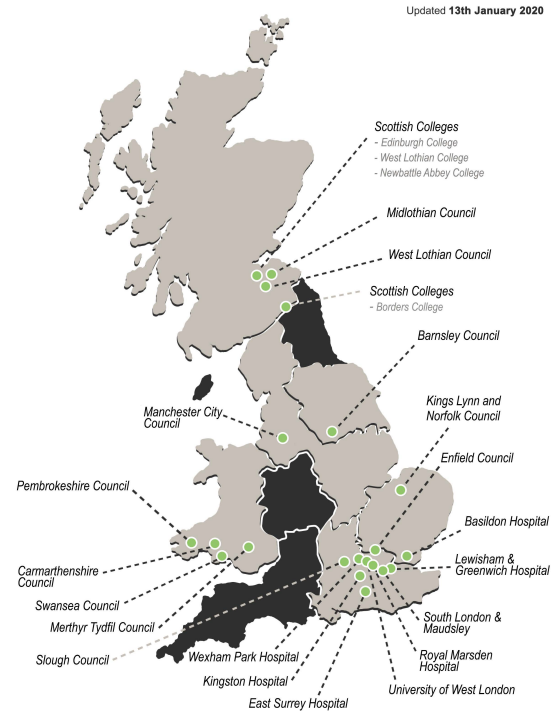 Updated 13th January 2020
Scottish Colleges
- Edinburgh College
- West Lothian College
- Newbattle Abbey College
Midlothian Council
West Lothian Council
Scottish Colleges
- Borders College
Barnsley Council
Kings Lynn and
Norfolk Council
Manchester City
Council
Enfield Council
Pembrokeshire Council
Basildon Hospital
Lewisham &
Greenwich Hospital
Carmarthenshire
Council
Swansea Council
South London &
Maudsley
Merthyr Tydfil Council
Royal Marsden
Hospital
Slough Council
Wexham Park Hospital
Kingston Hospital
University of West London
East Surrey Hospital